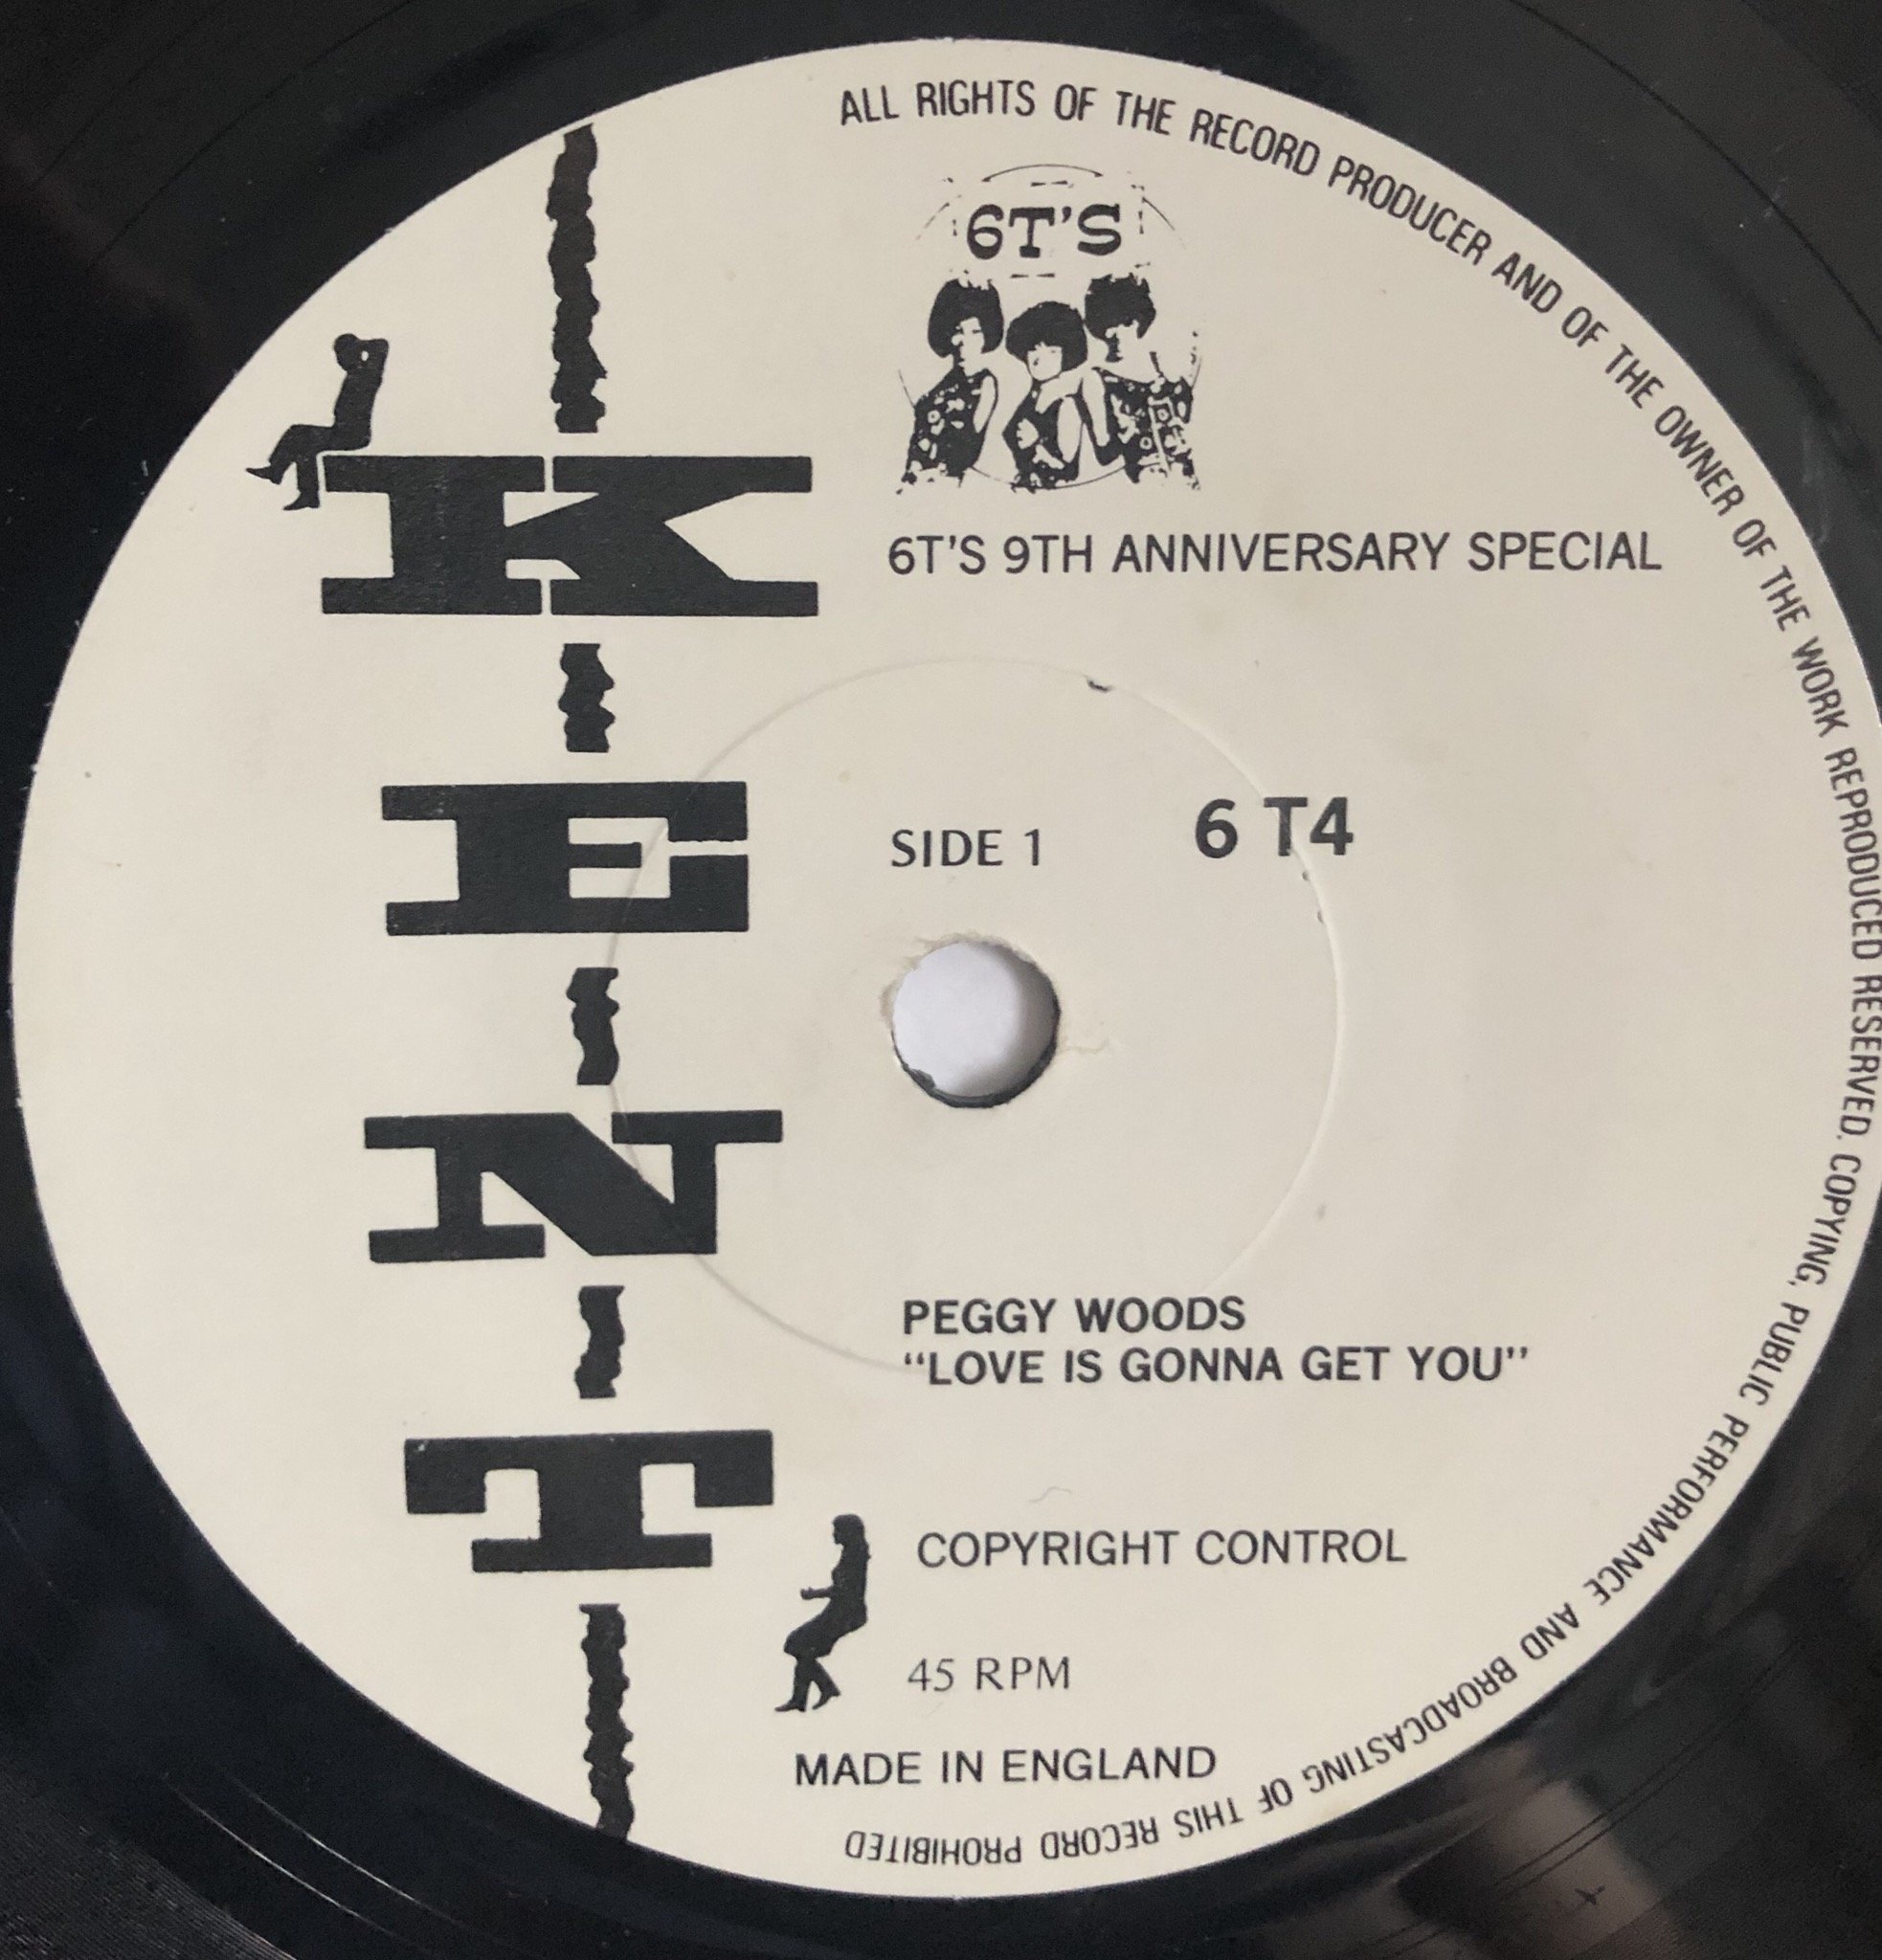 ALL RIGHTS OF THE RECORD PRODUCER AND OF THE OWNER OF THE WORK REPRODUCED RESERVED. COPYING, PUBLIC PERFORMANCE AND BROADCASTING OF THIS RECORD PROHIBITED
6T'S
KENT
6T'S 9TH ANNIVERSARY SPECIAL
SIDE 1 6 T4
PEGGY WOODS
“LOVE IS GONNA GET YOU”
COPYRIGHT CONTROL
45 RPM
MADE IN ENGLAND